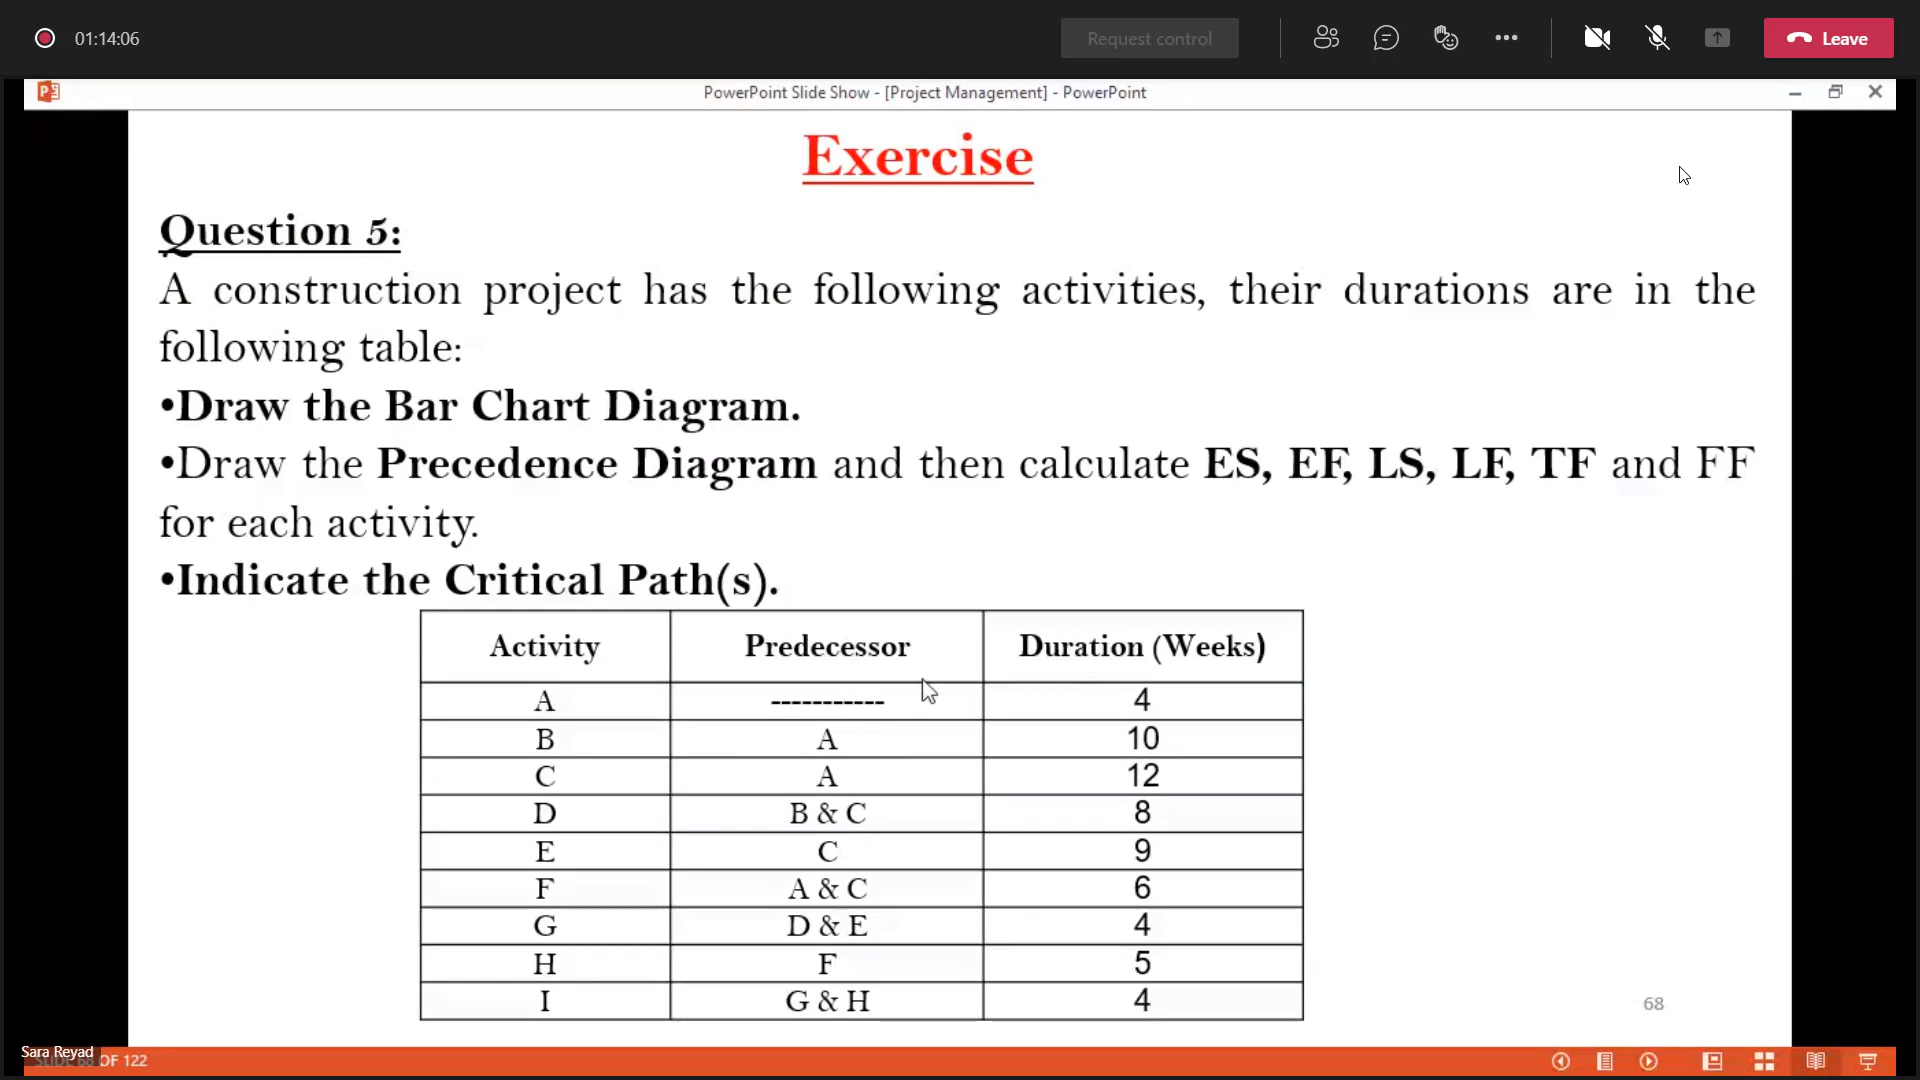 01:14:06
Request control
Leave
PowerPoint Slide Show - [Project Management] - PowerPoint
Exercise
Question 5:
A construction project has the following activities, their durations are in the
following table:
•Draw the Bar Chart Diagram.
•Draw the Precedence Diagram and then calculate ES, EF, LS, LF, TF and FF
for each activity.
•Indicate the Critical Path(s).
Activity Predecessor Duration (Weeks)
A ----------- 4
B A 10
C A 12
D B & C 8
E C 9
F A & C 6
G D & E 4
H F 5
I G & H 4
68
Sara Reyad
SLIDE 68 OF 122